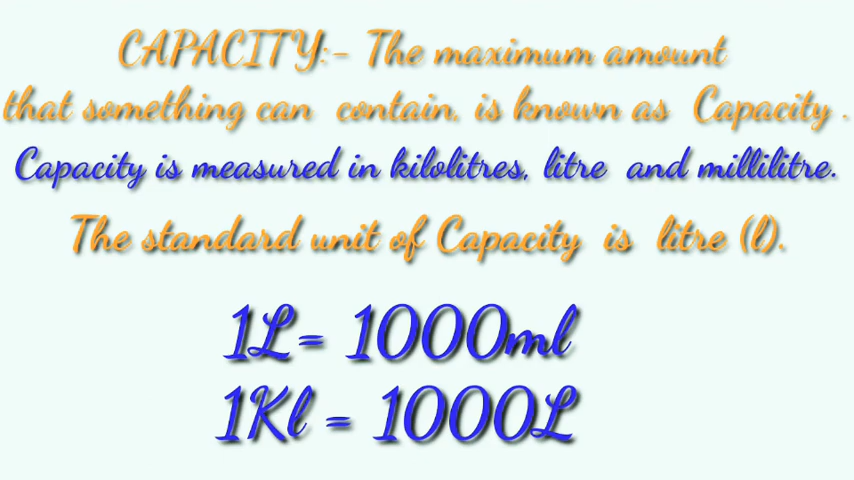 CAPACITY:- The maximum amount
that something can contain, is known as Capacity .
Capacity is measured in kilolitres, litre and millilitre.
The standard unit of Capacity is litre (l).
1L= 1000ml
1Kl = 1000L